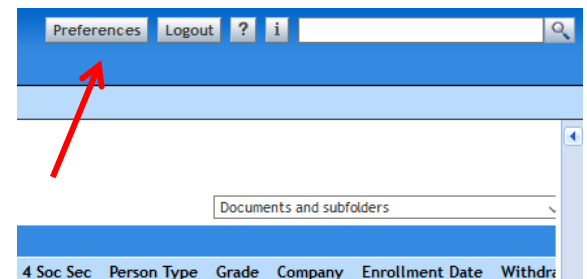 Preferences Logout ? i
Documents and subfolders
4 Soc Sec Person Type Grade Company Enrollment Date Withdra